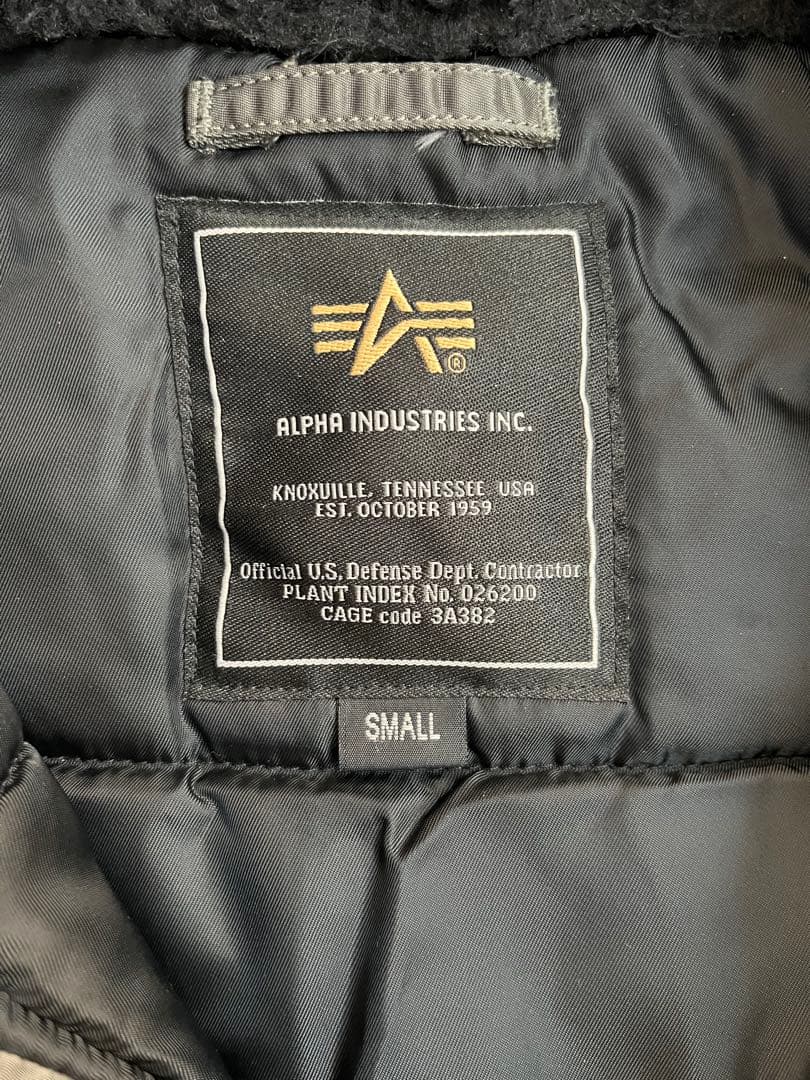 ®
ALPHA INDUSTRIES INC.
KNOXUILLE, TENNESSEE USA
EST. OCTOBER 1959
Official U.S. Defense Dept. Contractor
PLANT INDEX No. 026200
CAGE code 3A382
SMALL